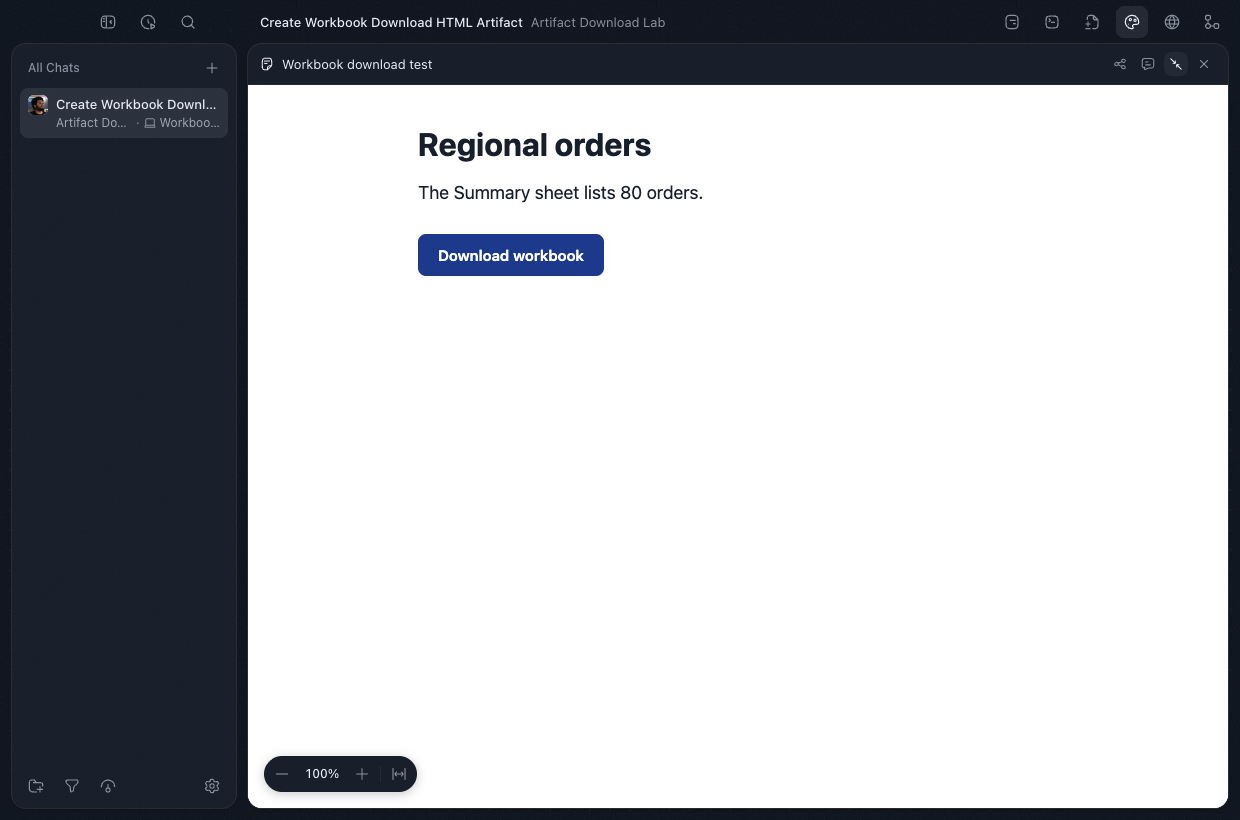 Create Workbook Download HTML Artifact Artifact Download Lab
All Chats
Create Workbook Downl...
Artifact Do... · Workboo...
Workbook download test
Regional orders
The Summary sheet lists 80 orders.
Download workbook
100%